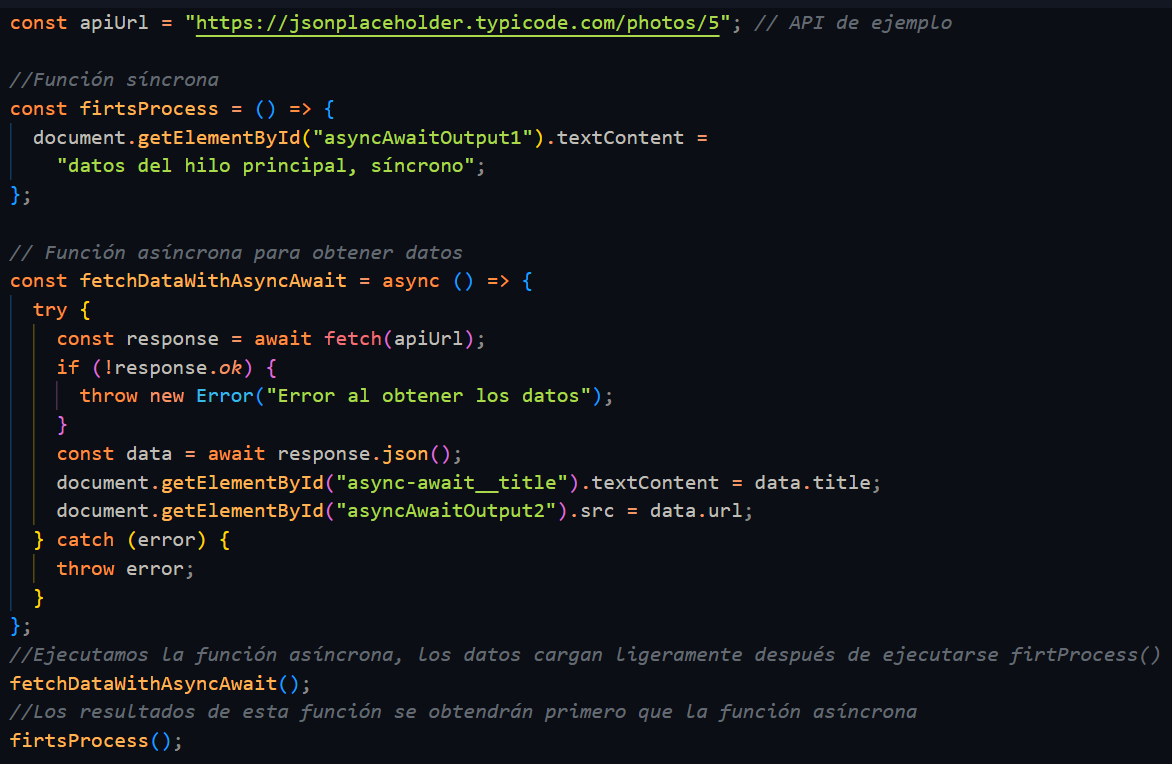 const apiUrl = "https://jsonplaceholder.typicode.com/photos/5"; // API de ejemplo
//Función síncrona
const firtsProcess = () => {
document.getElementById("asyncAwaitOutput1").textContent =
"datos del hilo principal, síncrono";
};
// Función asíncrona para obtener datos
const fetchDataWithAsyncAwait = async () => {
try {
const response = await fetch(apiUrl);
if (!response.ok) {
throw new Error("Error al obtener los datos");
}
const data = await response.json();
document.getElementById("async-await__title").textContent = data.title;
document.getElementById("asyncAwaitOutput2").src = data.url;
} catch (error) {
throw error;
}
};
//Ejecutamos la función asíncrona, los datos cargan ligeramente después de ejecutarse firtProcess()
fetchDataWithAsyncAwait();
//Los resultados de esta función se obtendrán primero que la función asíncrona
firtsProcess();